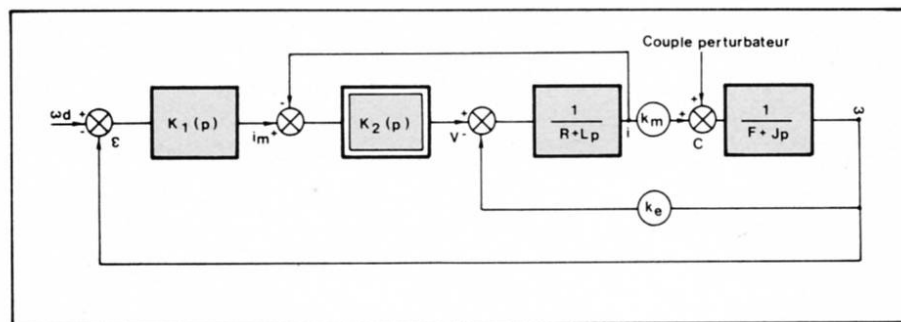 Couple perturbateur
ωd + - ε
K₁(p)
iₘ + -
K₂(p)
V + -
1
R+Lp
i
kₘ
+ + C
1
F+Jp
ω
kₑ